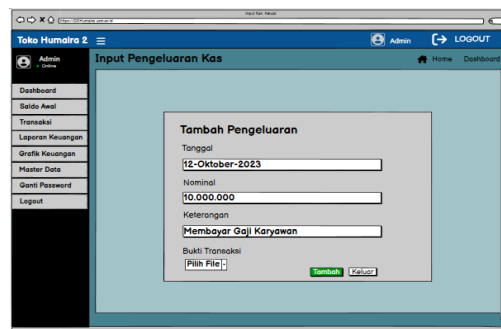 Input Kas Keluar
Toko Humaira 2
Admin
LOGOUT
Admin
Online
Input Pengeluaran Kas
Home
Dashboard
Dashboard
Saldo Awal
Transaksi
Laporan Keuangan
Grafik Keuangan
Master Data
Ganti Password
Logout
Tambah Pengeluaran
Tanggal
12-Oktober-2023
Nominal
10.000.000
Keterangan
Membayar Gaji Karyawan
Bukti Transaksi
Pilih File
Tambah
Keluar